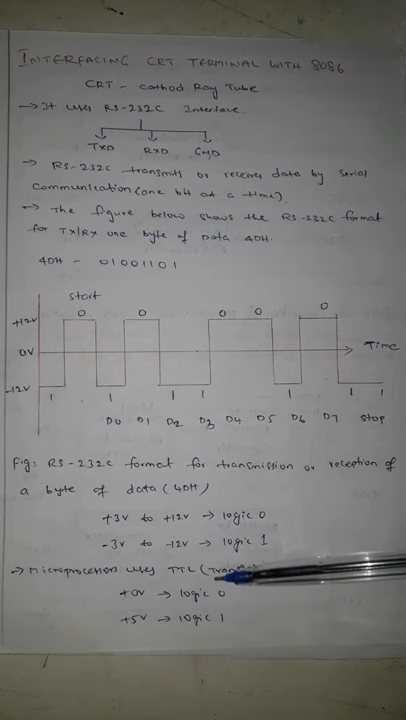 INTERFACING CRT TERMINAL WITH 8086
CRT - Cathod Ray Tube
→ It uses RS-232C Interface.
TXD RXD GND
→ RS-232C transmits or receives data by serial
communication (one bit at a time).
→ The figure below shows the RS-232C format
for TX/RX one byte of Data 4DH.
4DH - 01001101
start
+12V 0 0 0 0 0
0V Time
-12V 1 1 1 1 1 1 1
D0 D1 D2 D3 D4 D5 D6 D7 stop
Fig: RS-232C format for transmission or reception of
a byte of data (4DH)
+3V to +12V → logic 0
-3V to -12V → logic 1
→ Microprocessor uses TTL (Tran
+0V → logic 0
+5V → logic 1